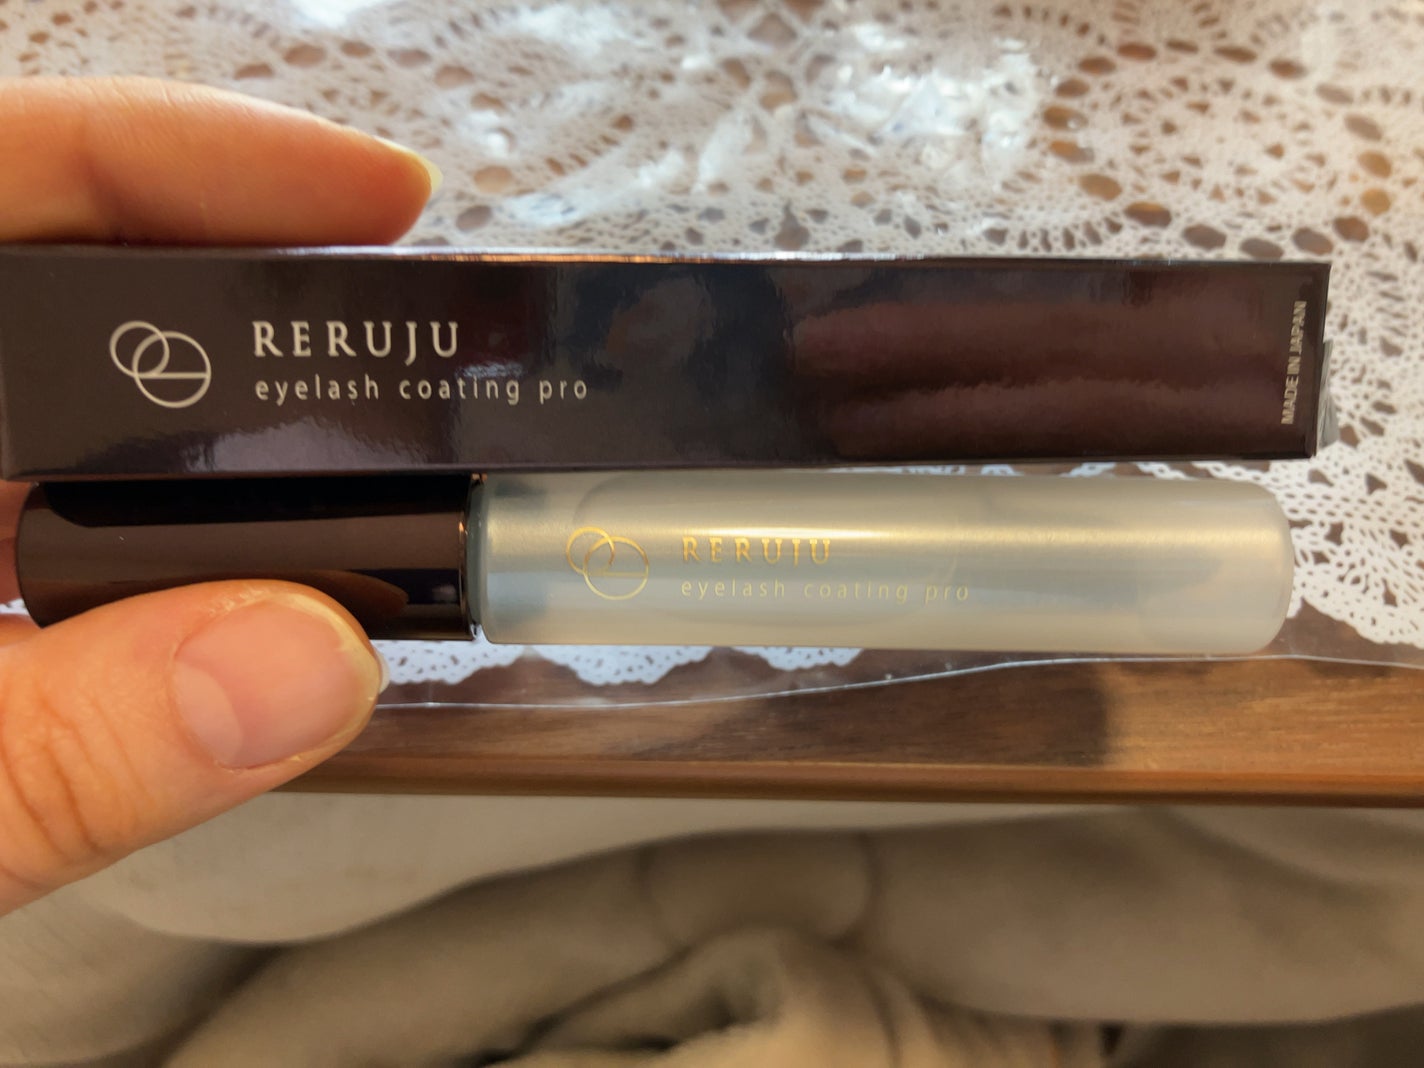 RERUJU
eyelash coating pro
MADE IN JAPAN
RERUJU
eyelash coating pro